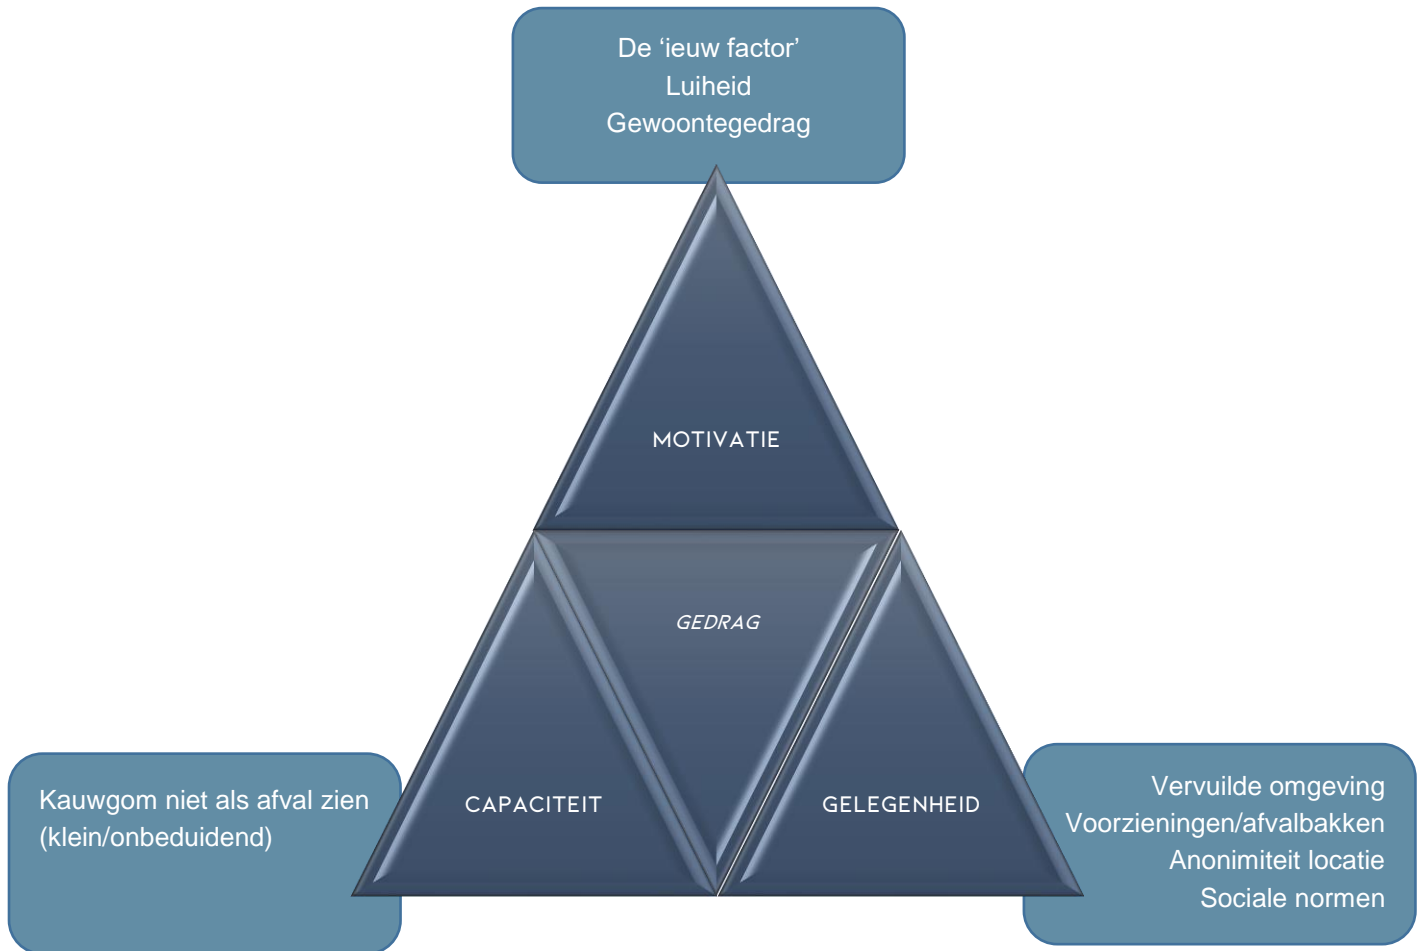 De ‘ieuw factor’
Luiheid
Gewoontegedrag
MOTIVATIE
GEDRAG
Kauwgom niet als afval zien
(klein/onbeduidend)
CAPACITEIT
GELEGENHEID
Vervuilde omgeving
Voorzieningen/afvalbakken
Anonimiteit locatie
Sociale normen